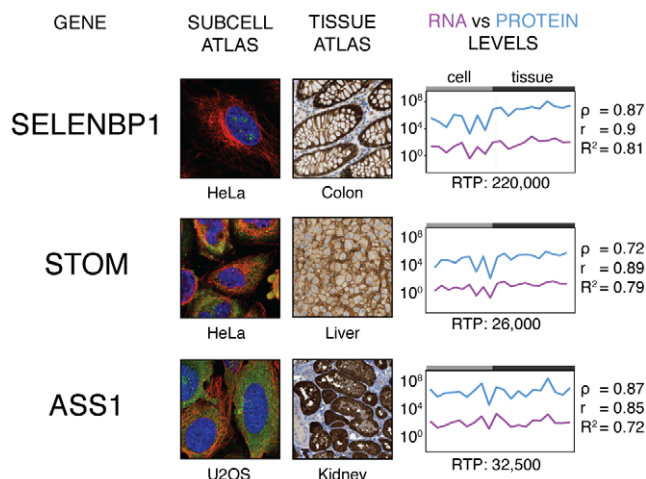 GENE
SUBCELL
ATLAS
TISSUE
ATLAS
RNA vs PROTEIN
LEVELS
cell
tissue
SELENBP1
HeLa
Colon
10⁸
10⁴
10⁰
RTP: 220,000
ρ = 0.87
r = 0.9
R² = 0.81
STOM
HeLa
Liver
10⁸
10⁴
10⁰
RTP: 26,000
ρ = 0.72
r = 0.89
R² = 0.79
ASS1
U2OS
Kidney
10⁸
10⁴
10⁰
RTP: 32,500
ρ = 0.87
r = 0.85
R² = 0.72